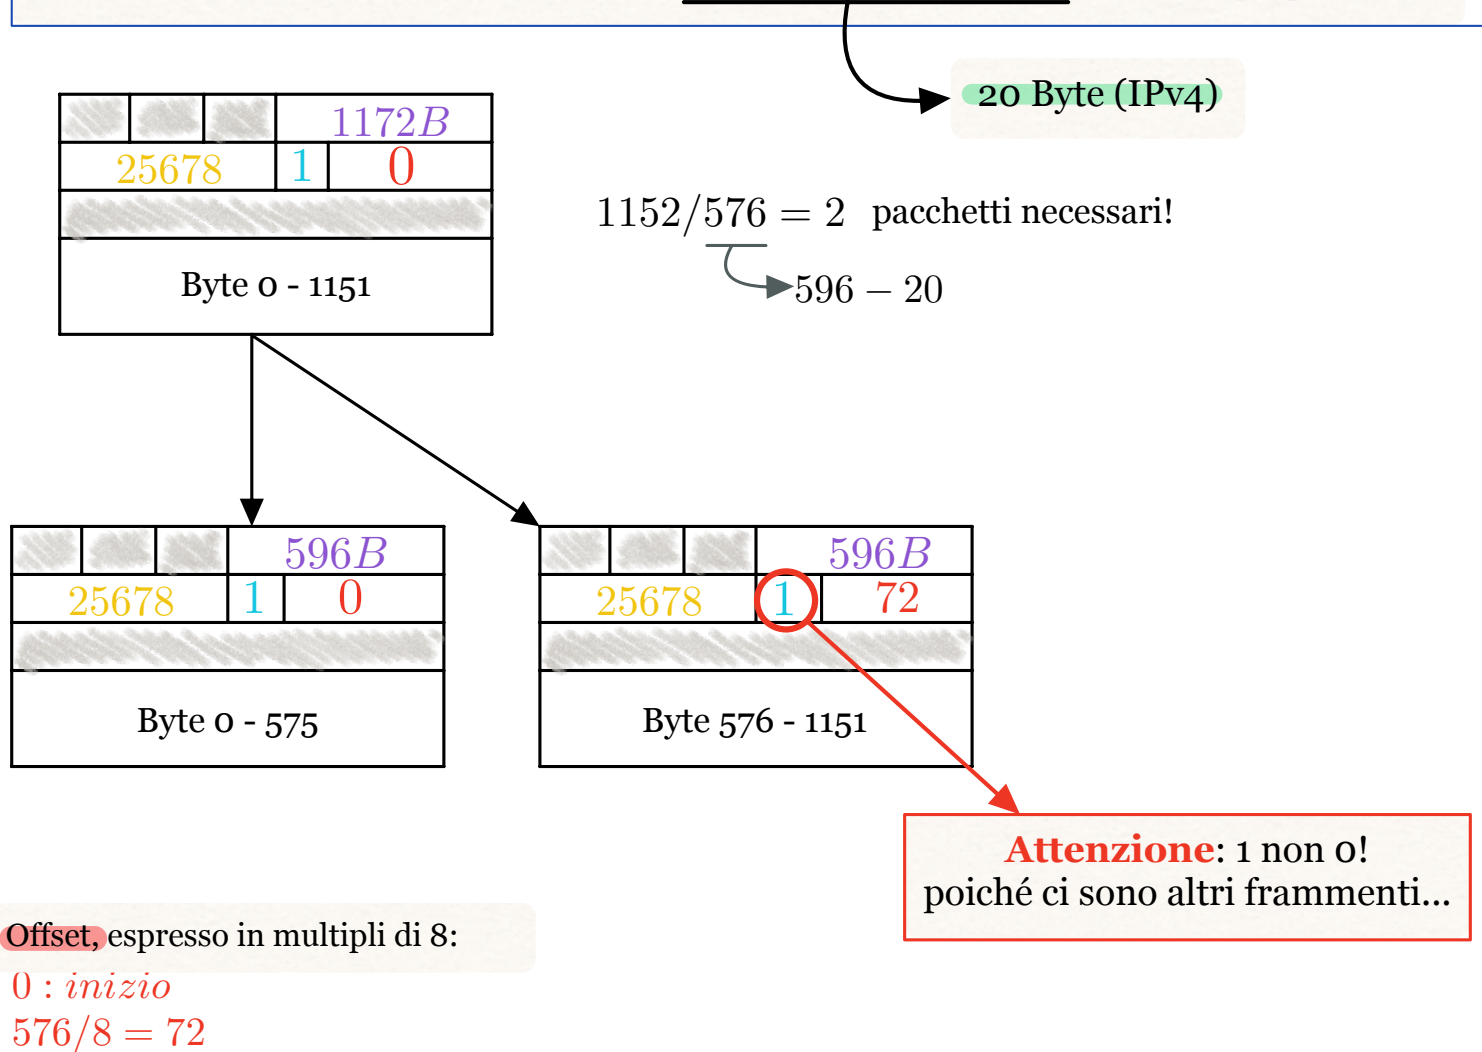 20 Byte (IPv4)
1172B
25678 1 0
Byte 0 - 1151
1152/576 = 2 pacchetti necessari!
596 − 20
596B
25678 1 0
Byte 0 - 575
596B
25678 1 72
Byte 576 - 1151
Attenzione: 1 non 0!
poiché ci sono altri frammenti...
Offset, espresso in multipli di 8:
0 : inizio
576/8 = 72